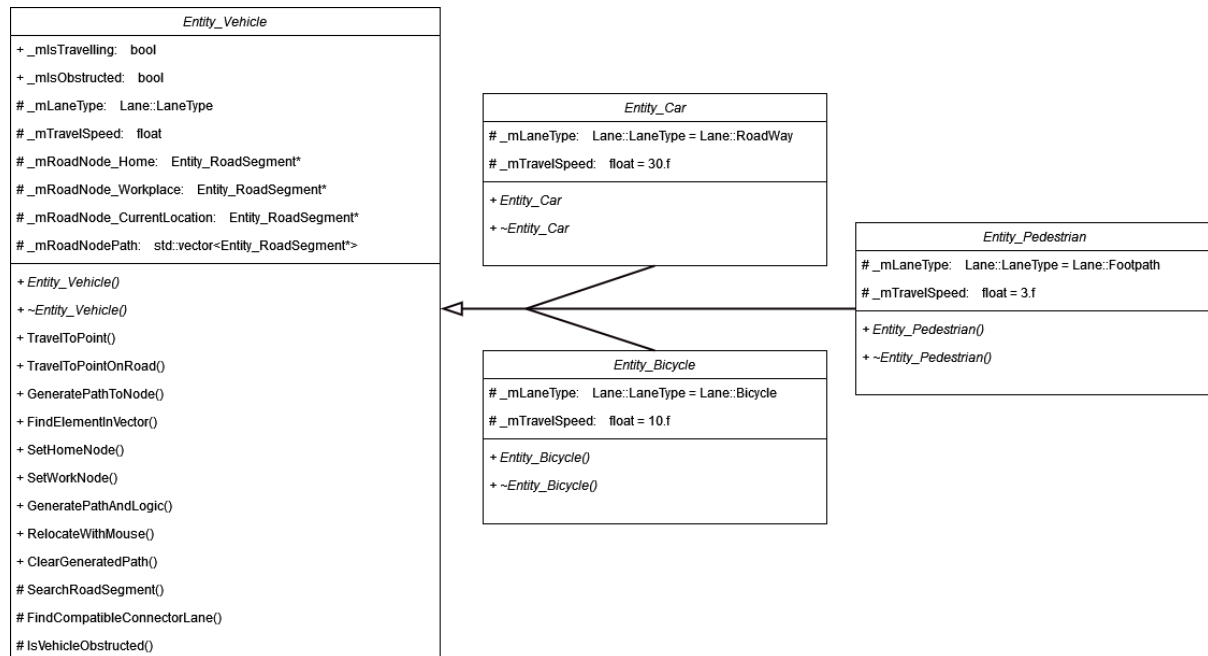 Entity_Vehicle
+ _mIsTravelling: bool
+ _mIsObstructed: bool
# _mLaneType: Lane::LaneType
# _mTravelSpeed: float
# _mRoadNode_Home: Entity_RoadSegment*
# _mRoadNode_Workplace: Entity_RoadSegment*
# _mRoadNode_CurrentLocation: Entity_RoadSegment*
# _mRoadNodePath: std::vector<Entity_RoadSegment*>
+ Entity_Vehicle()
+ ~Entity_Vehicle()
+ TravelToPoint()
+ TravelToPointOnRoad()
+ GeneratePathToNode()
+ FindElementInVector()
+ SetHomeNode()
+ SetWorkNode()
+ GeneratePathAndLogic()
+ RelocateWithMouse()
+ ClearGeneratedPath()
# SearchRoadSegment()
# FindCompatibleConnectorLane()
# IsVehicleObstructed()
Entity_Car
# _mLaneType: Lane::LaneType = Lane::RoadWay
# _mTravelSpeed: float = 30.f
+ Entity_Car
+ ~Entity_Car
Entity_Bicycle
# _mLaneType: Lane::LaneType = Lane::Bicycle
# _mTravelSpeed: float = 10.f
+ Entity_Bicycle()
+ ~Entity_Bicycle()
Entity_Pedestrian
# _mLaneType: Lane::LaneType = Lane::Footpath
# _mTravelSpeed: float = 3.f
+ Entity_Pedestrian()
+ ~Entity_Pedestrian()